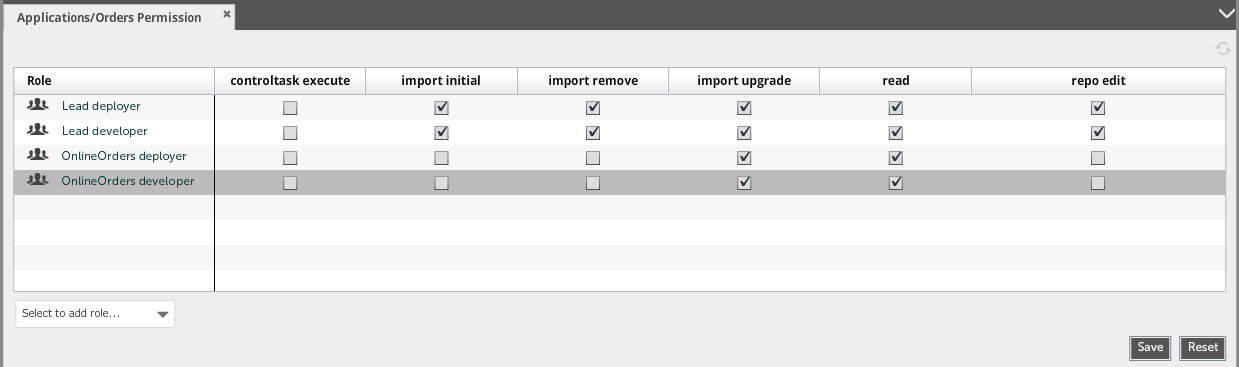 Applications/Orders Permission
Role controltask execute import initial import remove import upgrade read repo edit
Lead deployer
Lead developer
OnlineOrders deployer
OnlineOrders developer
Select to add role...
Save Reset